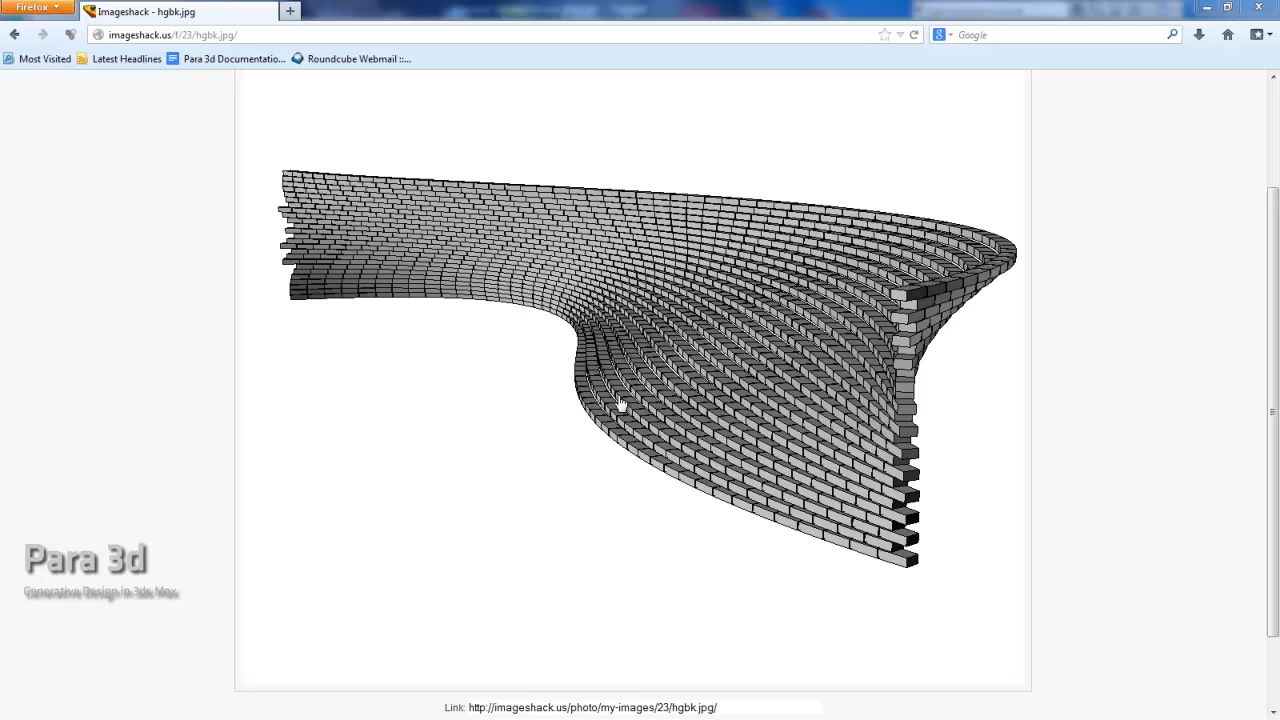 Firefox
Imageshack - hgbk.jpg
imageshack.us/f/23/hgbk.jpg/
Google
Most Visited
Latest Headlines
Para 3d Documentatio...
Roundcube Webmail ::...
Para 3d
Generative Design in 3ds Max
Link: http://imageshack.us/photo/my-images/23/hgbk.jpg/